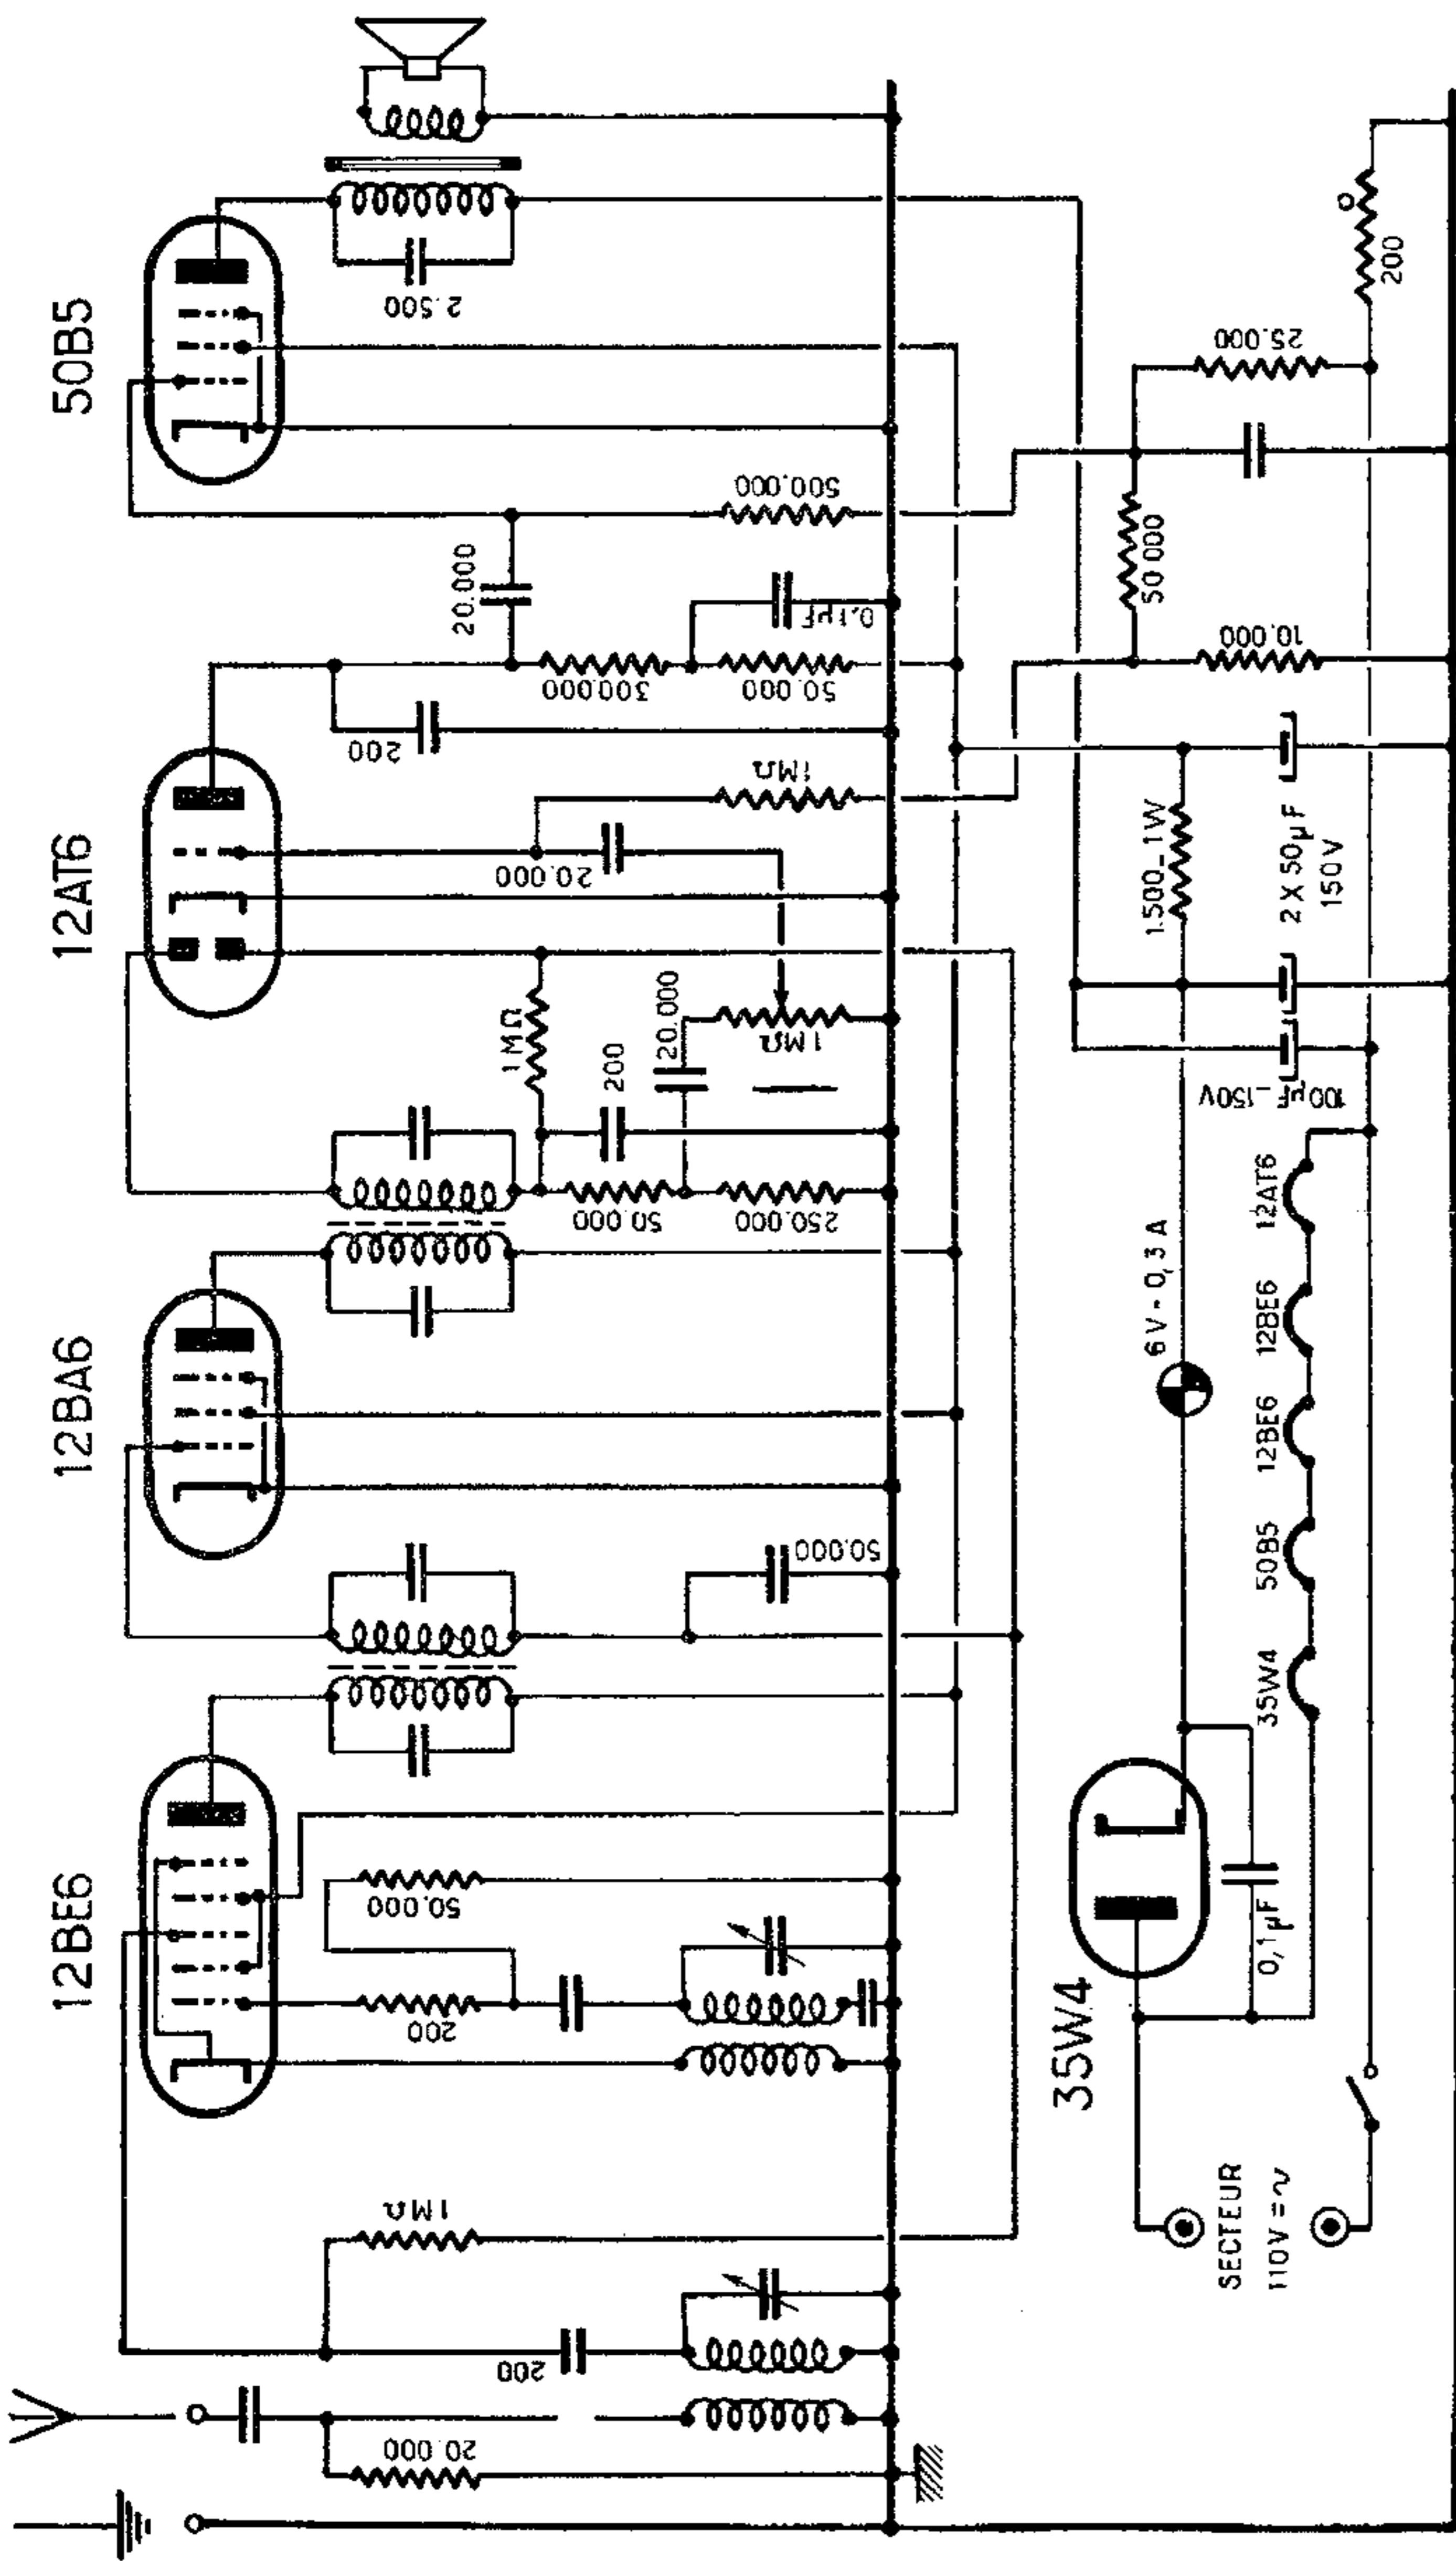 12BE6
12BA6
12AT6
50B5
20.000
200
1MΩ
200
50.000
50.000
50.000
250.000
1MΩ
200
20.000
1MΩ
20.000
1MΩ
200
300.000
50.000
0,1µF
20.000
500.000
2.500
35W4
0,1µF
SECTEUR
110V = ~
35W4
50B5
12BE6
12BE6
12AT6
6V - 0,3 A
100µF_150V
1.500_1W
2 X 50µF
150V
10.000
50 000
25.000
200